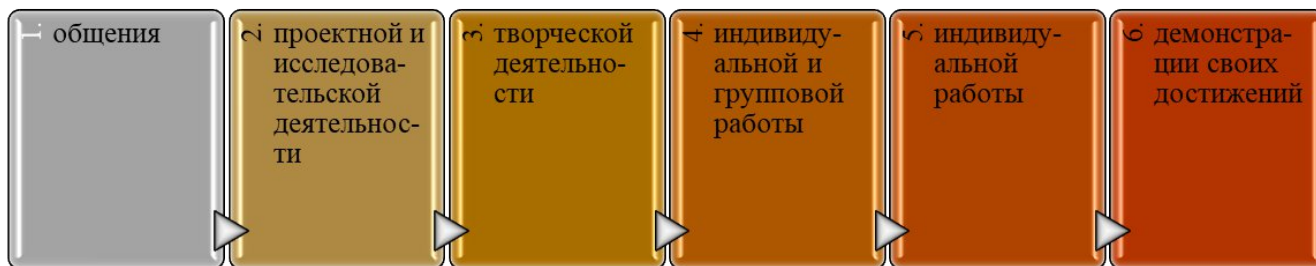 1. общения
2. проектной и
исследова-
тельской
деятельнос-
ти
3. творческой
деятельно-
сти
4. индивиду-
альной и
групповой
работы
5. индивиду-
альной
работы
6. демонстра-
ции своих
достижений